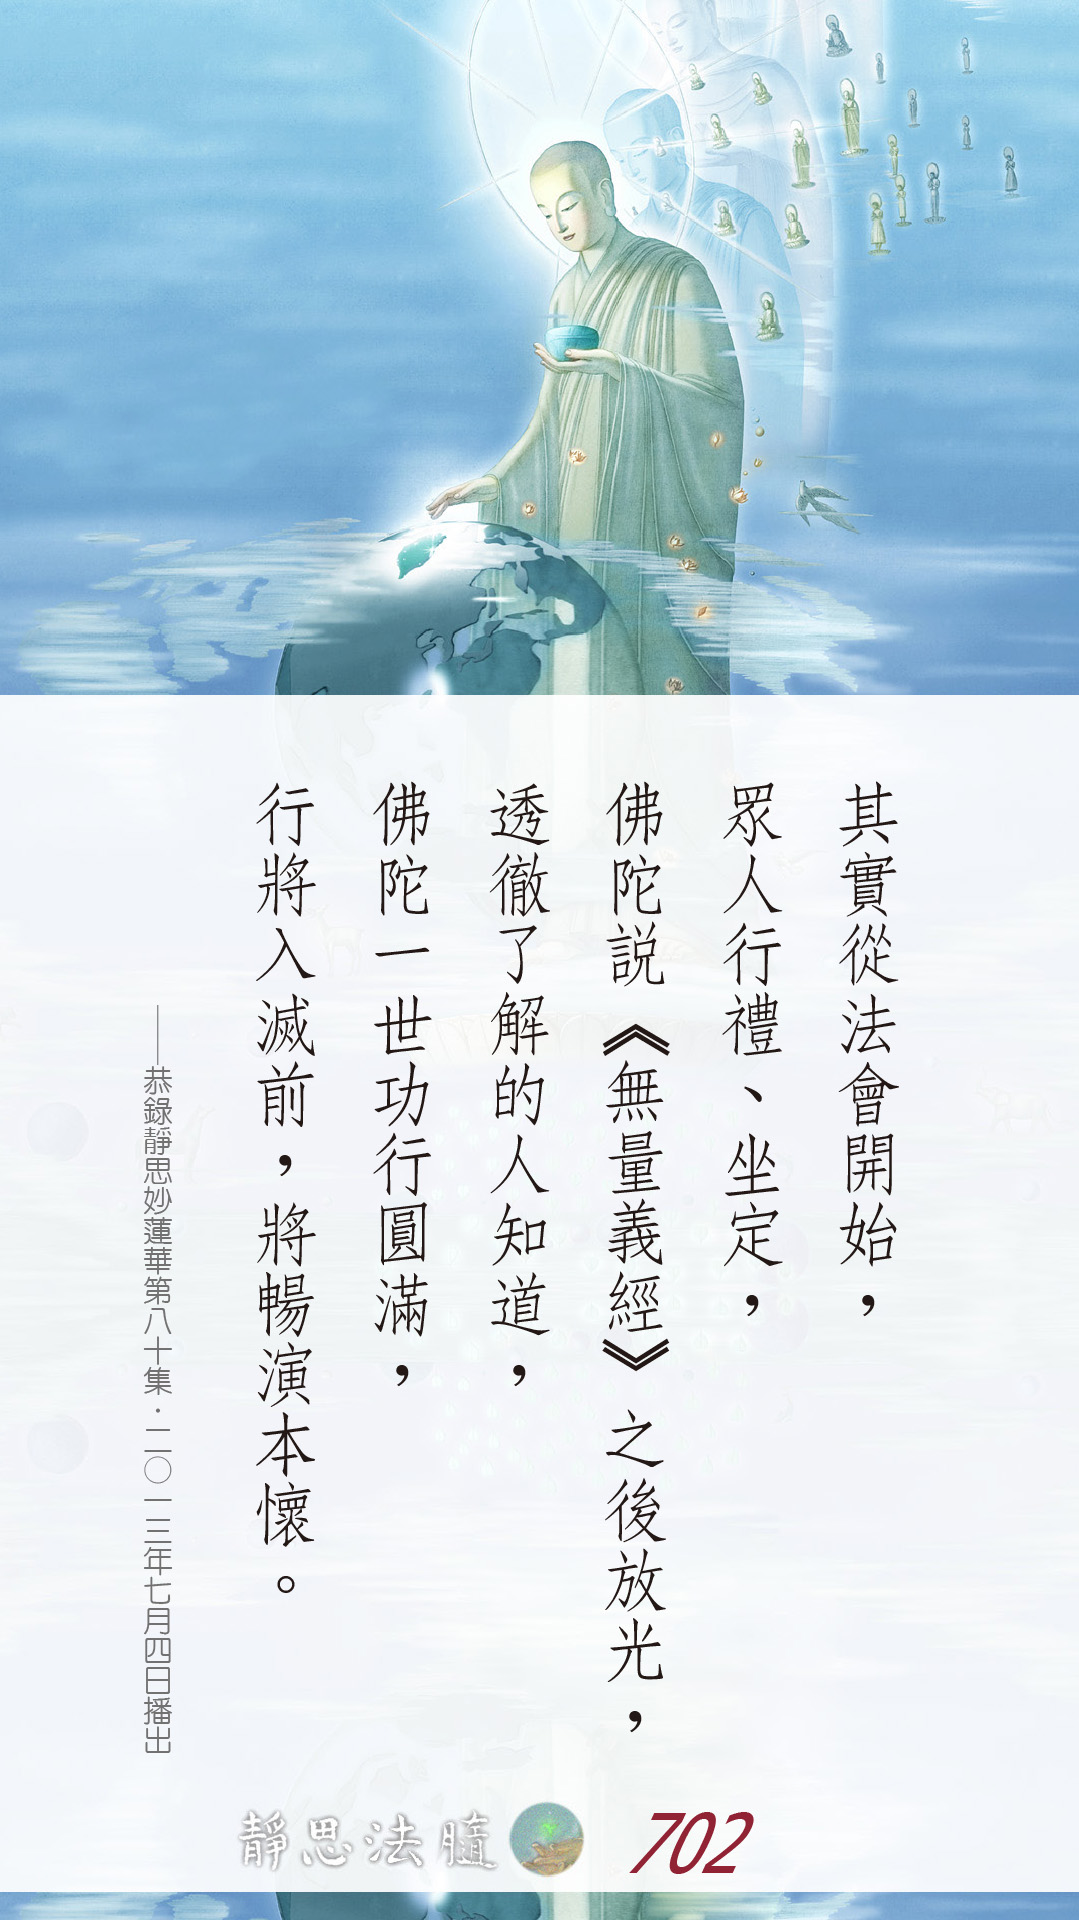 其實從法會開始，
眾人行禮、坐定，
佛陀說《無量義經》之後放光，
透徹了解的人知道，
佛陀一世功行圓滿，
行將入滅前，將暢演本懷。
——恭錄靜思妙蓮華第八十集·二〇一三年七月四日播出
靜思法髓 702